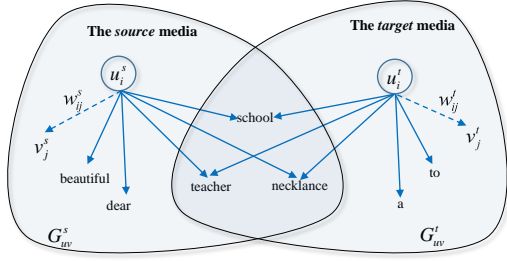 The source media
The target media
u_i^s
u_i^t
w_ij^s
w_ij^t
school
v_j^s
v_j^t
beautiful
teacher
necklance
to
dear
a
G_uv^s
G_uv^t